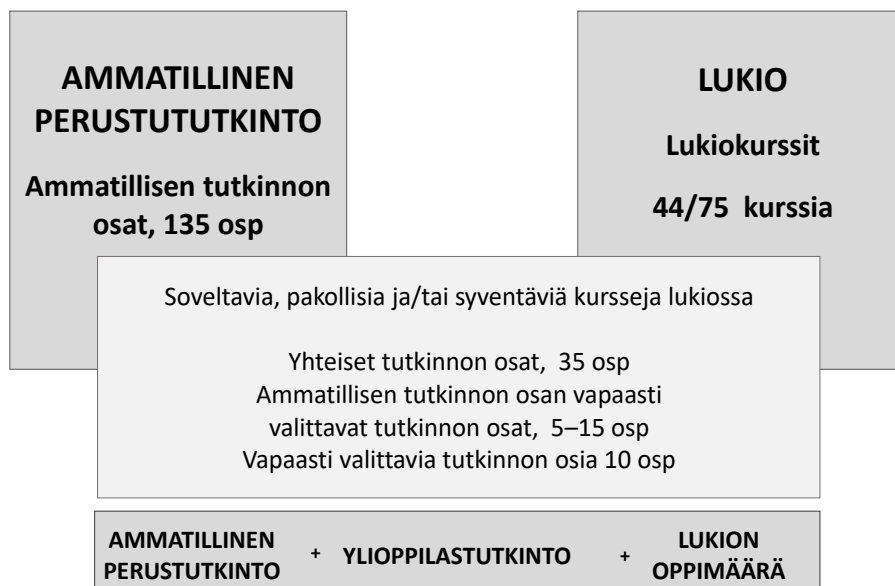 AMMATILLINEN
PERUSTUTUTKINTO
Ammatillisen tutkinnon
osat, 135 osp
LUKIO
Lukiokurssit
44/75 kurssia
Soveltavia, pakollisia ja/tai syventäviä kursseja lukiossa
Yhteiset tutkinnon osat, 35 osp
Ammatillisen tutkinnon osan vapaasti
valittavat tutkinnon osat, 5–15 osp
Vapaasti valittavia tutkinnon osia 10 osp
AMMATILLINEN
PERUSTUTKINTO
+
YLIOPPILASTUTKINTO
+
LUKION
OPPIMÄÄRÄ